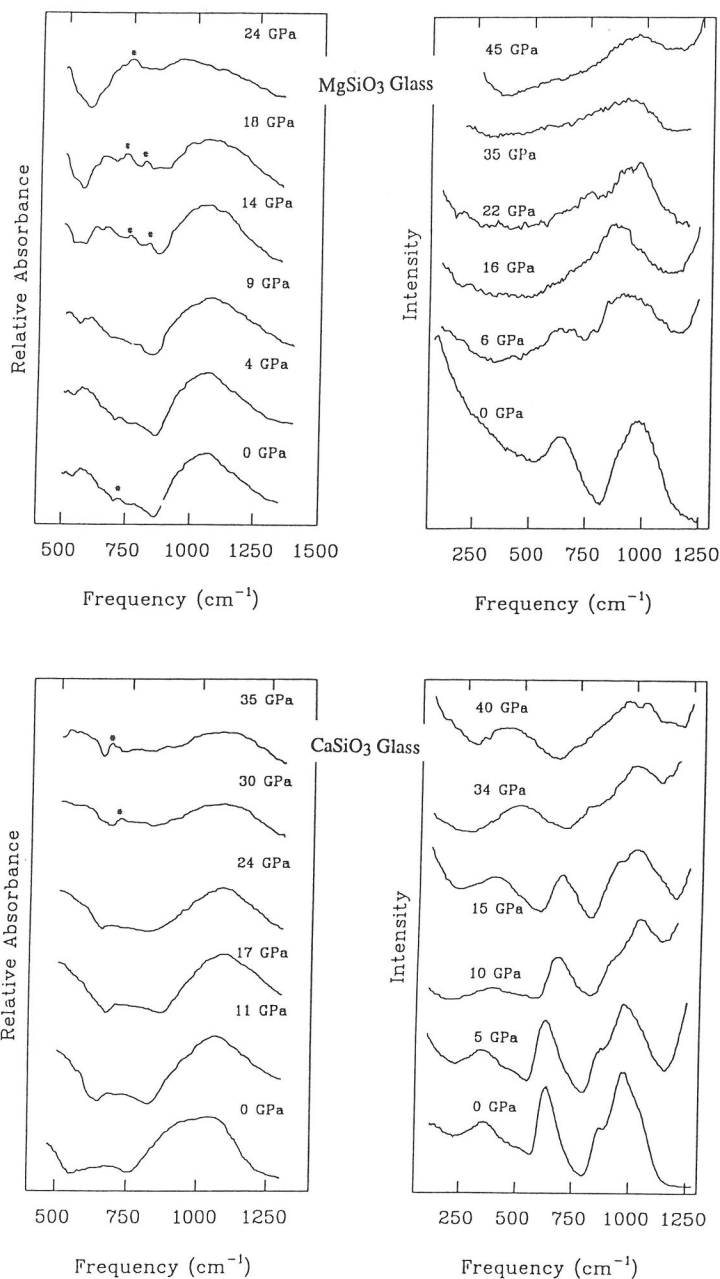 24 GPa
18 GPa
14 GPa
9 GPa
4 GPa
0 GPa
Relative Absorbance
500 750 1000 1250 1500
Frequency (cm⁻¹)
MgSiO₃ Glass
45 GPa
35 GPa
22 GPa
16 GPa
6 GPa
0 GPa
Intensity
250 500 750 1000 1250
Frequency (cm⁻¹)
35 GPa
30 GPa
24 GPa
17 GPa
11 GPa
0 GPa
Relative Absorbance
500 750 1000 1250
Frequency (cm⁻¹)
CaSiO₃ Glass
40 GPa
34 GPa
15 GPa
10 GPa
5 GPa
0 GPa
Intensity
250 500 750 1000 1250
Frequency (cm⁻¹)